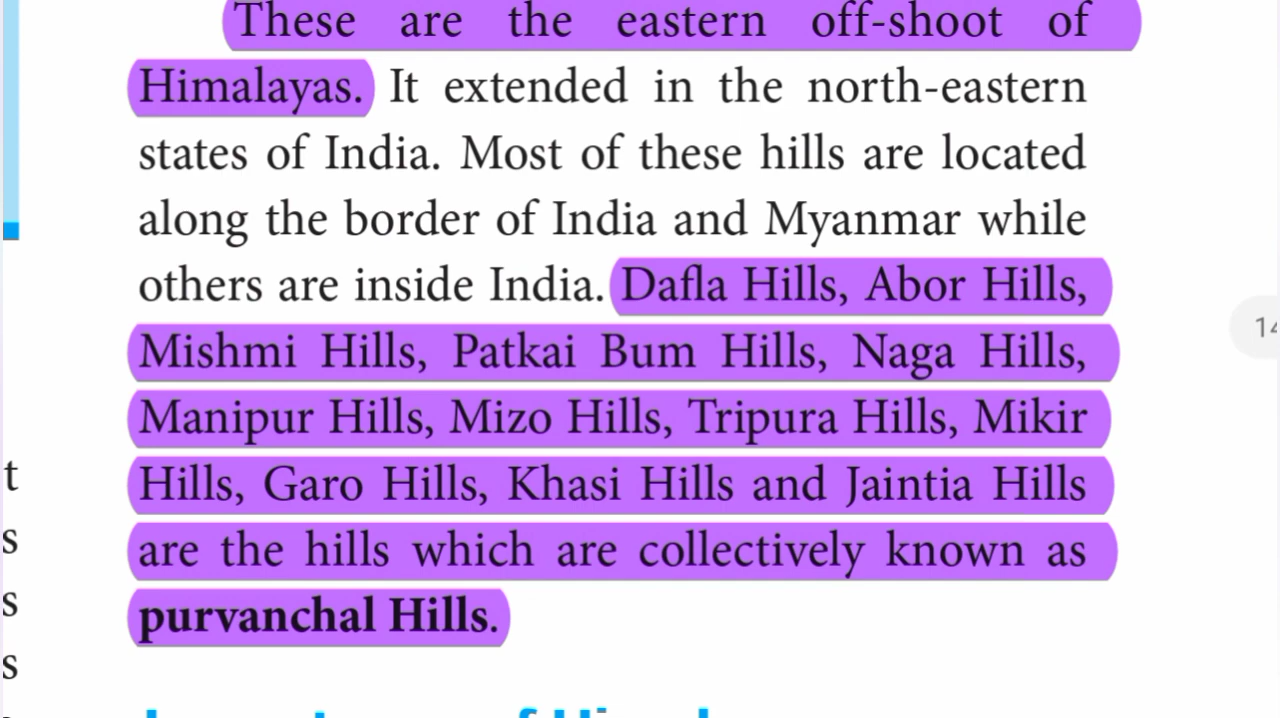 These are the eastern off-shoot of
Himalayas. It extended in the north-eastern
states of India. Most of these hills are located
along the border of India and Myanmar while
others are inside India. Dafla Hills, Abor Hills,
Mishmi Hills, Patkai Bum Hills, Naga Hills,
Manipur Hills, Mizo Hills, Tripura Hills, Mikir
Hills, Garo Hills, Khasi Hills and Jaintia Hills
are the hills which are collectively known as
purvanchal Hills.
t
s
s
s
14